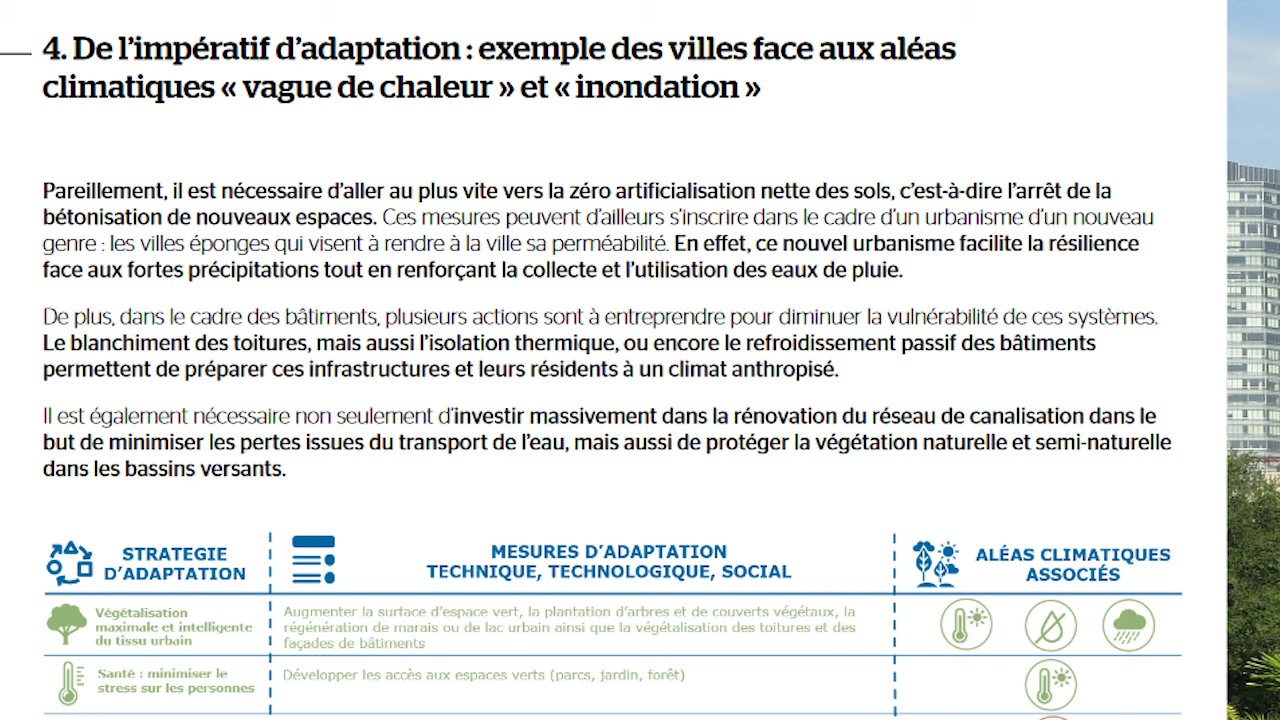 4. De l’impératif d’adaptation : exemple des villes face aux aléas
climatiques « vague de chaleur » et « inondation »
Pareillement, il est nécessaire d’aller au plus vite vers la zéro artificialisation nette des sols, c’est-à-dire l’arrêt de la
bétonisation de nouveaux espaces. Ces mesures peuvent d’ailleurs s’inscrire dans le cadre d’un urbanisme d’un nouveau
genre : les villes éponges qui visent à rendre à la ville sa perméabilité. En effet, ce nouvel urbanisme facilite la résilience
face aux fortes précipitations tout en renforçant la collecte et l’utilisation des eaux de pluie.
De plus, dans le cadre des bâtiments, plusieurs actions sont à entreprendre pour diminuer la vulnérabilité de ces systèmes.
Le blanchiment des toitures, mais aussi l’isolation thermique, ou encore le refroidissement passif des bâtiments
permettent de préparer ces infrastructures et leurs résidents à un climat anthropisé.
Il est également nécessaire non seulement d’investir massivement dans la rénovation du réseau de canalisation dans le
but de minimiser les pertes issues du transport de l’eau, mais aussi de protéger la végétation naturelle et semi-naturelle
dans les bassins versants.
STRATEGIE
D’ADAPTATION
MESURES D’ADAPTATION
TECHNIQUE, TECHNOLOGIQUE, SOCIAL
ALÉAS CLIMATIQUES
ASSOCIÉS
Végétalisation
maximale et intelligente
du tissu urbain
Augmenter la surface d’espace vert, la plantation d’arbres et de couverts végétaux, la
régénération de marais ou de lac urbain ainsi que la végétalisation des toitures et des
façades de bâtiments
Santé : minimiser le
stress sur les personnes
Développer les accès aux espaces verts (parcs, jardin, forêt)